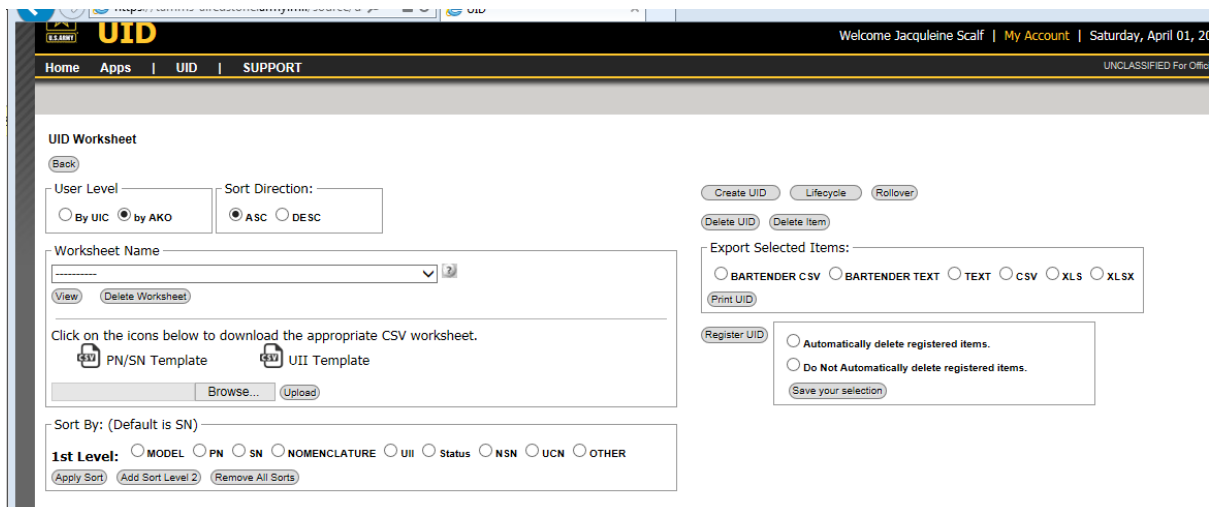 UID
U.S.ARMY UID
Welcome Jacquleine Scalf | My Account | Saturday, April 01, 20
Home Apps | UID | SUPPORT
UNCLASSIFIED For Offic
UID Worksheet
Back
User Level
By UIC by AKO
Sort Direction:
ASC DESC
Worksheet Name
----------
View Delete Worksheet
Click on the icons below to download the appropriate CSV worksheet.
CSV PN/SN Template CSV UII Template
Browse... Upload
Sort By: (Default is SN)
1st Level: MODEL PN SN NOMENCLATURE UII Status NSN UCN OTHER
Apply Sort Add Sort Level 2 Remove All Sorts
Create UID Lifecycle Rollover
Delete UID Delete Item
Export Selected Items:
BARTENDER CSV BARTENDER TEXT TEXT CSV XLS XLSX
Print UID
Register UID
Automatically delete registered items.
Do Not Automatically delete registered items.
Save your selection